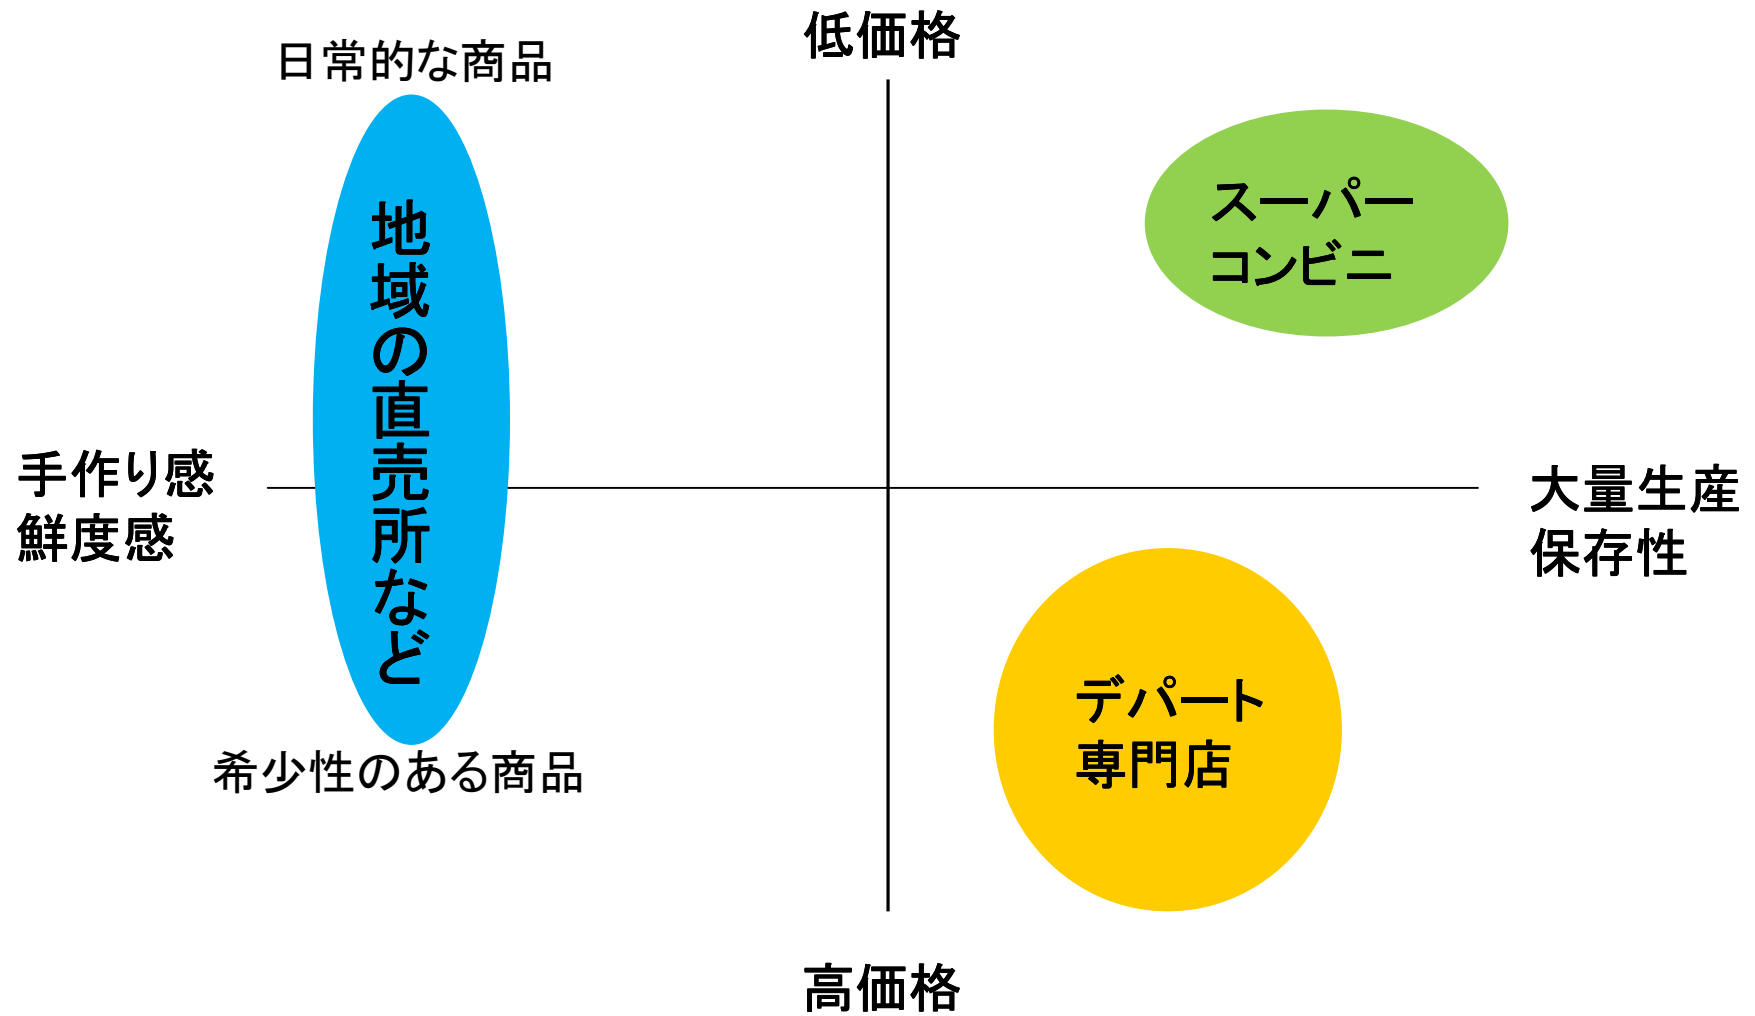 低価格
日常的な商品
スーパー
コンビニ
地域の直売所など
手作り感
鮮度感
大量生産
保存性
デパート
専門店
希少性のある商品
高価格